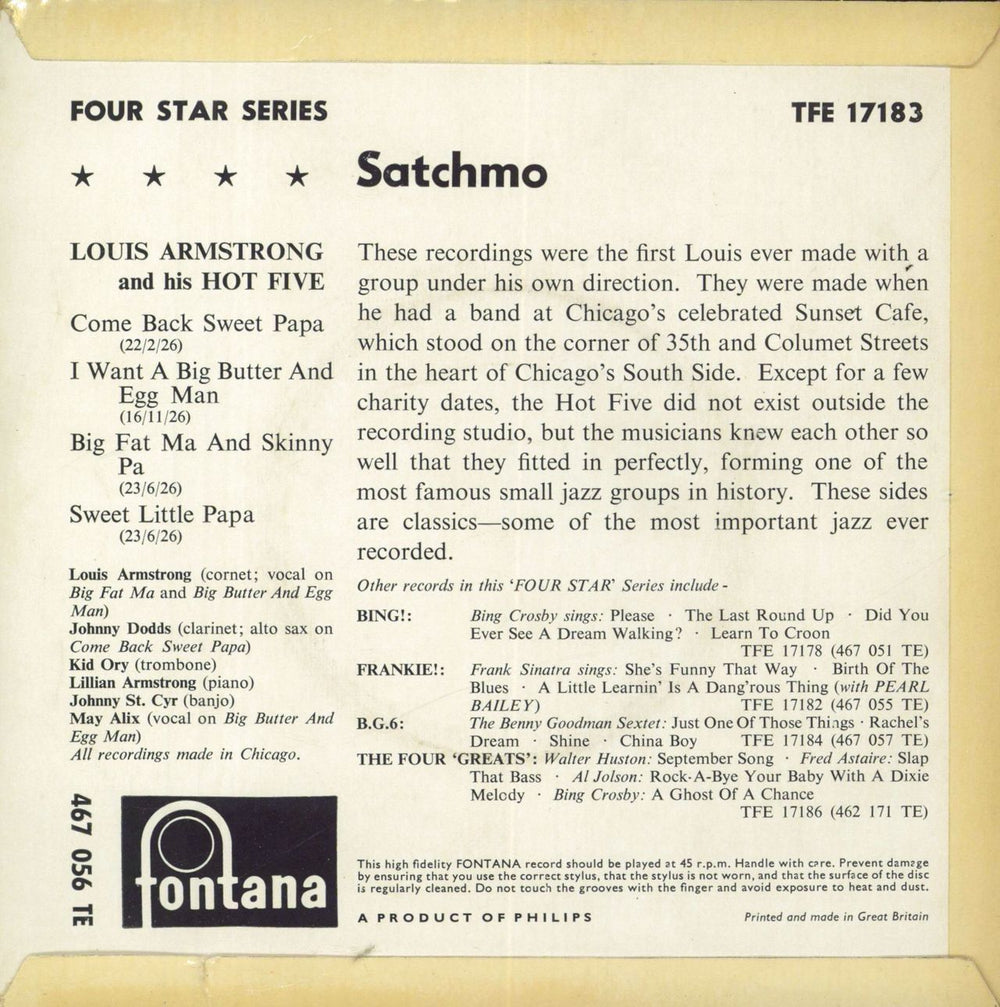 FOUR STAR SERIES
TFE 17183
★ ★ ★ ★
Satchmo
LOUIS ARMSTRONG
and his HOT FIVE
Come Back Sweet Papa
(22/2/26)
I Want A Big Butter And
Egg Man
(16/11/26)
Big Fat Ma And Skinny
Pa
(23/6/26)
Sweet Little Papa
(23/6/26)
Louis Armstrong (cornet; vocal on
Big Fat Ma and Big Butter And Egg
Man)
Johnny Dodds (clarinet; alto sax on
Come Back Sweet Papa)
Kid Ory (trombone)
Lillian Armstrong (piano)
Johnny St. Cyr (banjo)
May Alix (vocal on Big Butter And
Egg Man)
All recordings made in Chicago.
These recordings were the first Louis ever made with a
group under his own direction. They were made when
he had a band at Chicago's celebrated Sunset Cafe,
which stood on the corner of 35th and Columet Streets
in the heart of Chicago's South Side. Except for a few
charity dates, the Hot Five did not exist outside the
recording studio, but the musicians knew each other so
well that they fitted in perfectly, forming one of the
most famous small jazz groups in history. These sides
are classics—some of the most important jazz ever
recorded.
Other records in this 'FOUR STAR' Series include -
BING!: Bing Crosby sings: Please · The Last Round Up · Did You
Ever See A Dream Walking? · Learn To Croon
TFE 17178 (467 051 TE)
FRANKIE!: Frank Sinatra sings: She's Funny That Way · Birth Of The
Blues · A Little Learnin' Is A Dang'rous Thing (with PEARL
BAILEY) TFE 17182 (467 055 TE)
B.G.6: The Benny Goodman Sextet: Just One Of Those Things · Rachel's
Dream · Shine · China Boy TFE 17184 (467 057 TE)
THE FOUR 'GREATS': Walter Huston: September Song · Fred Astaire: Slap
That Bass · Al Jolson: Rock-A-Bye Your Baby With A Dixie
Melody · Bing Crosby: A Ghost Of A Chance
TFE 17186 (462 171 TE)
467 056 TE
fontana
This high fidelity FONTANA record should be played at 45 r.p.m. Handle with care. Prevent damage
by ensuring that you use the correct stylus, that the stylus is not worn, and that the surface of the disc
is regularly cleaned. Do not touch the grooves with the finger and avoid exposure to heat and dust.
A PRODUCT OF PHILIPS
Printed and made in Great Britain